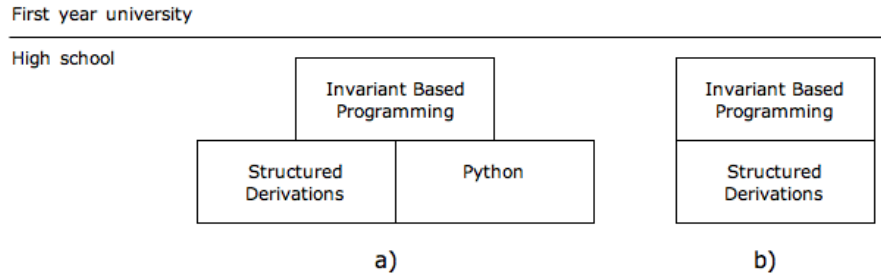 First year university
High school
Invariant Based
Programming
Structured
Derivations
Python
a)
Invariant Based
Programming
Structured
Derivations
b)